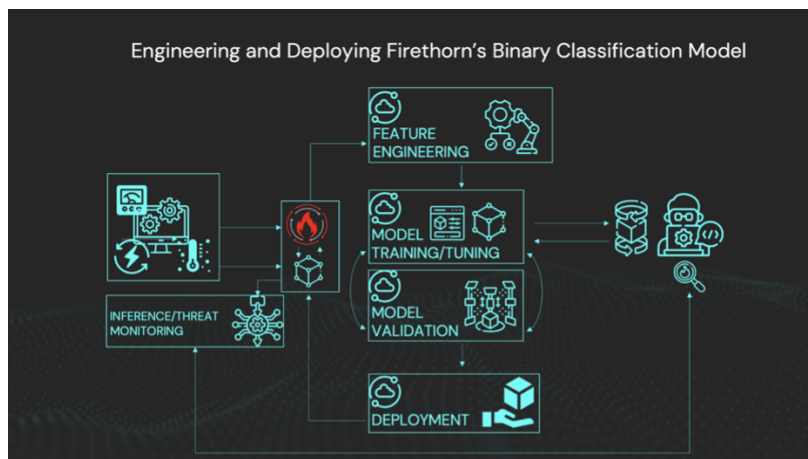 Engineering and Deploying Firethorn's Binary Classification Model
FEATURE
ENGINEERING
MODEL
TRAINING/TUNING
INFERENCE/THREAT
MONITORING
MODEL
VALIDATION
DEPLOYMENT